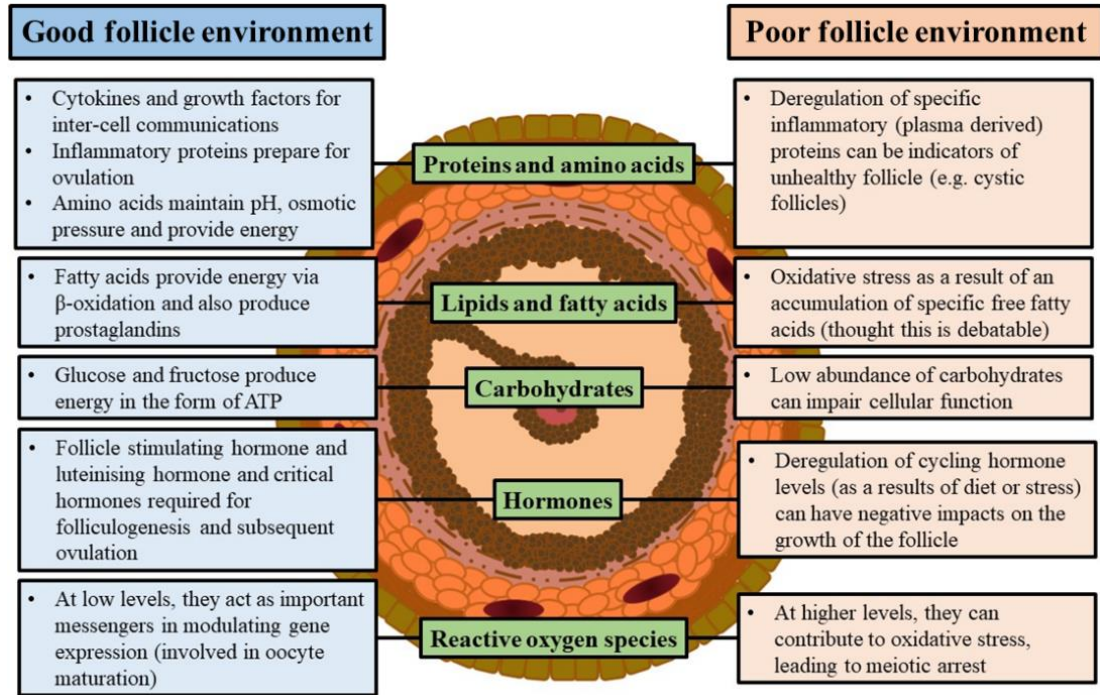 Good follicle environment
Poor follicle environment
• Cytokines and growth factors for
inter-cell communications
• Inflammatory proteins prepare for
ovulation
• Amino acids maintain pH, osmotic
pressure and provide energy
Proteins and amino acids
• Deregulation of specific
inflammatory (plasma derived)
proteins can be indicators of
unhealthy follicle (e.g. cystic
follicles)
• Fatty acids provide energy via
β-oxidation and also produce
prostaglandins
Lipids and fatty acids
• Oxidative stress as a result of an
accumulation of specific free fatty
acids (thought this is debatable)
• Glucose and fructose produce
energy in the form of ATP
Carbohydrates
• Low abundance of carbohydrates
can impair cellular function
• Follicle stimulating hormone and
luteinising hormone and critical
hormones required for
folliculogenesis and subsequent
ovulation
Hormones
• Deregulation of cycling hormone
levels (as a results of diet or stress)
can have negative impacts on the
growth of the follicle
• At low levels, they act as important
messengers in modulating gene
expression (involved in oocyte
maturation)
Reactive oxygen species
• At higher levels, they can
contribute to oxidative stress,
leading to meiotic arrest